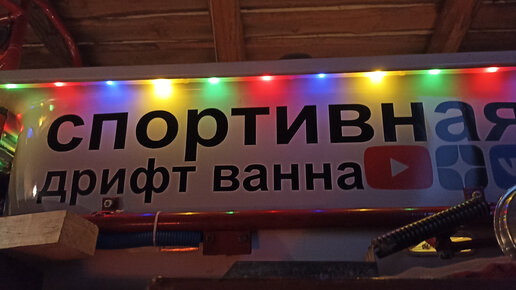 спортивная
дрифт ванна